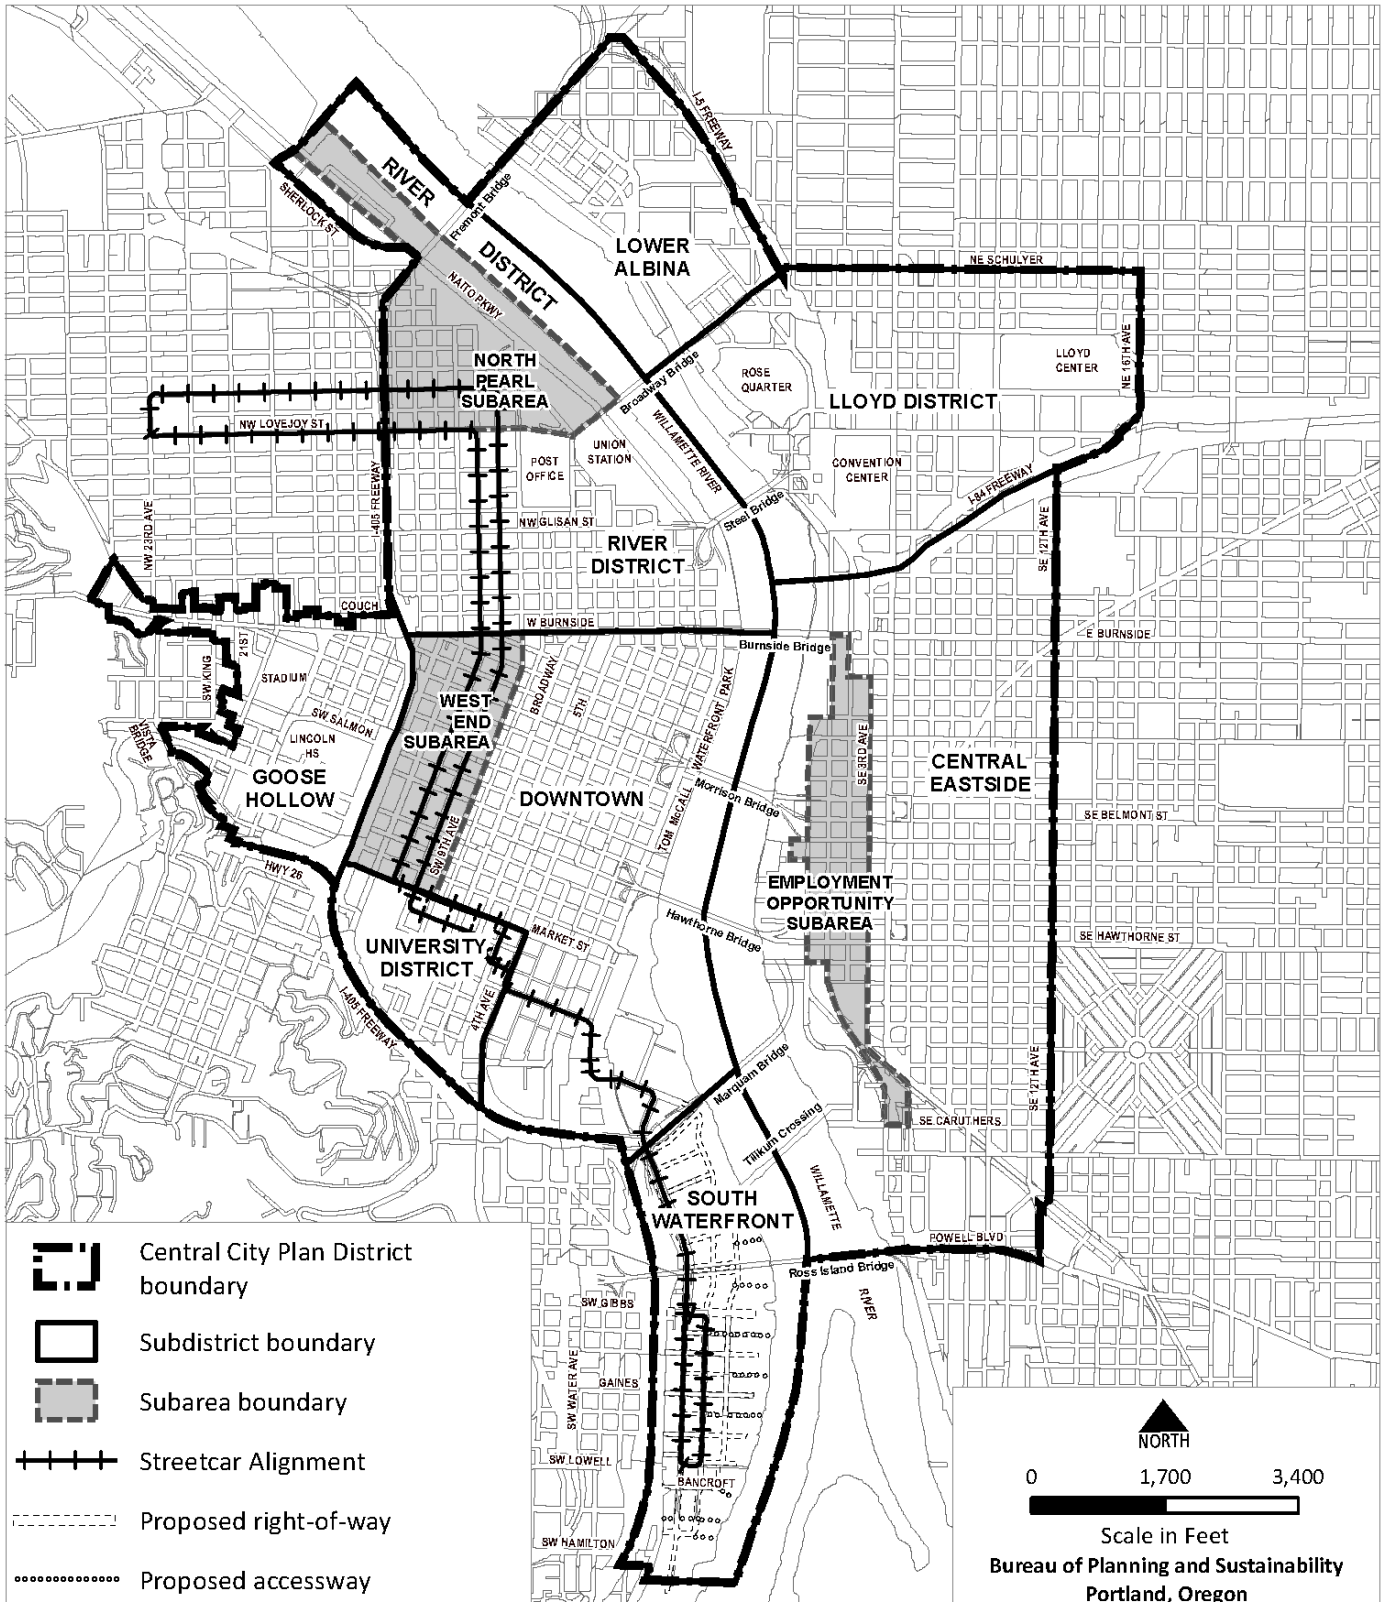 I-5 FREEWAY
RIVER
DISTRICT
SHERLOCK ST
Fremont Bridge
LOWER
ALBINA
NE SCHULYER
NAITO PKWY
NORTH
PEARL
SUBAREA
Broadway Bridge
ROSE
QUARTER
LLOYD
CENTER
NE 16TH AVE
LLOYD DISTRICT
NW LOVEJOY ST
WILLAMETTE RIVER
UNION
STATION
POST
OFFICE
CONVENTION
CENTER
I-405 FREEWAY
I-84 FREEWAY
NW 23RD AVE
NW GLISAN ST
Steel Bridge
SE 12TH AVE
RIVER
DISTRICT
COUCH
W BURNSIDE
E BURNSIDE
Burnside Bridge
21ST
SW KING
STADIUM
BROADWAY
5TH
TOM McCALL WATERFRONT PARK
WEST
END
SUBAREA
SW SALMON
VISTA
BRIDGE
LINCOLN
HS
SE 3RD AVE
CENTRAL
EASTSIDE
GOOSE
HOLLOW
DOWNTOWN
Morrison Bridge
SE BELMONT ST
SW 9TH AVE
HWY 26
EMPLOYMENT
OPPORTUNITY
SUBAREA
Hawthorne Bridge
MARKET ST
SE HAWTHORNE ST
UNIVERSITY
DISTRICT
I-405 FREEWAY
4TH AVE
Marquam Bridge
SE 12TH AVE
Tilikum Crossing
SE CARUTHERS
SOUTH
WATERFRONT
WILLAMETTE
RIVER
POWELL BLVD
Ross Island Bridge
SW GIBBS
SW WATER AVE
GAINES
SW LOWELL
BANCROFT
SW HAMILTON
Central City Plan District
boundary
Subdistrict boundary
Subarea boundary
Streetcar Alignment
Proposed right-of-way
Proposed accessway
NORTH
0 1,700 3,400
Scale in Feet
Bureau of Planning and Sustainability
Portland, Oregon